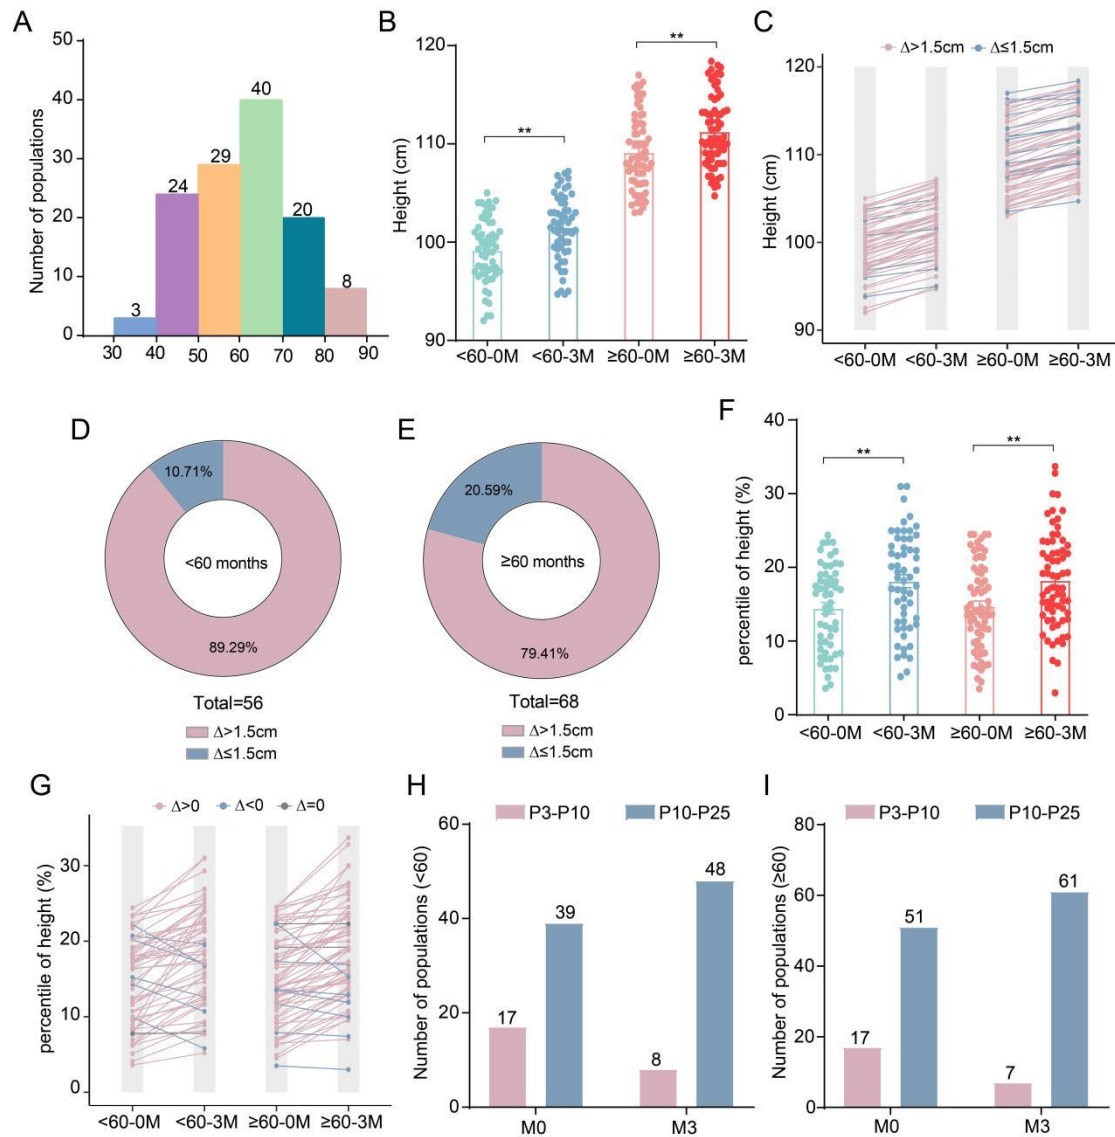 A
Number of populations
50
40
30
20
10
0
3
24
29
40
20
8
30 40 50 60 70 80 90
B
Height (cm)
120
110
100
90
**
**
<60-0M <60-3M ≥60-0M ≥60-3M
C
Δ>1.5cm Δ≤1.5cm
Height (cm)
120
110
100
90
<60-0M <60-3M ≥60-0M ≥60-3M
D
10.71%
<60 months
89.29%
Total=56
Δ>1.5cm
Δ≤1.5cm
E
20.59%
≥60 months
79.41%
Total=68
Δ>1.5cm
Δ≤1.5cm
F
percentile of height (%)
40
30
20
10
0
**
**
<60-0M <60-3M ≥60-0M ≥60-3M
G
Δ>0 Δ<0 Δ=0
percentile of height (%)
30
20
10
0
<60-0M <60-3M ≥60-0M ≥60-3M
H
P3-P10 P10-P25
Number of populations (<60)
60
40
20
0
17
39
8
48
M0 M3
I
P3-P10 P10-P25
Number of populations (≥60)
80
60
40
20
0
17
51
7
61
M0 M3